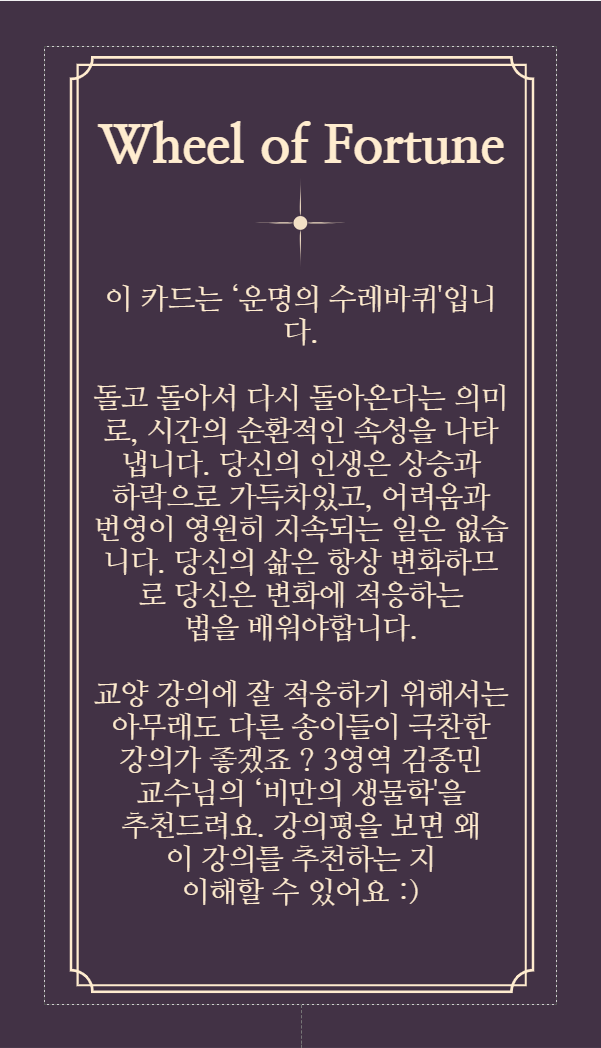 Wheel of Fortune
이 카드는 ‘운명의 수레바퀴'입니
다.
돌고 돌아서 다시 돌아온다는 의미
로, 시간의 순환적인 속성을 나타
냅니다. 당신의 인생은 상승과
하락으로 가득차있고, 어려움과
번영이 영원히 지속되는 일은 없습
니다. 당신의 삶은 항상 변화하므
로 당신은 변화에 적응하는
법을 배워야합니다.
교양 강의에 잘 적응하기 위해서는
아무래도 다른 송이들이 극찬한
강의가 좋겠죠 ? 3영역 김종민
교수님의 ‘비만의 생물학'을
추천드려요. 강의평을 보면 왜
이 강의를 추천하는 지
이해할 수 있어요 :)